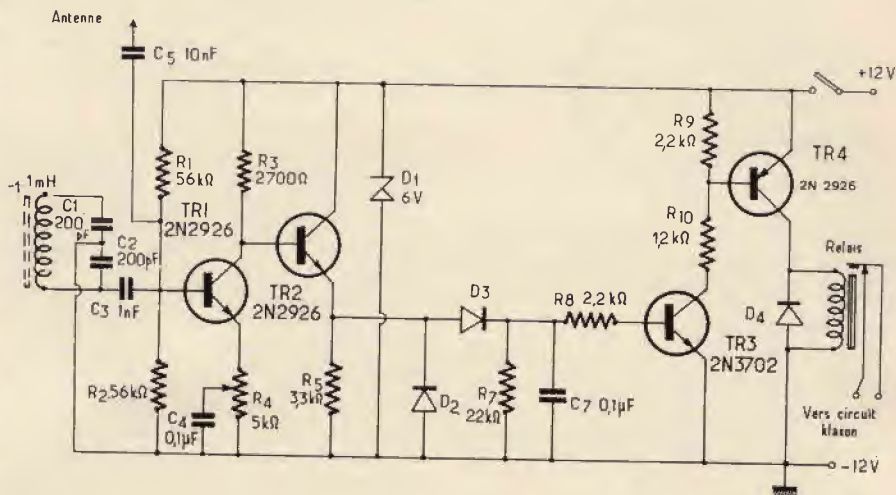 Antenne
C5 10nF
+12V
R1
56kΩ
R3
2700Ω
D1
6V
R9
2,2kΩ
TR4
2N 2926
1mH
C1
200
pF
C2
200pF
TR1
2N2926
R10
1,2kΩ
Relais
C3 1nF
TR2
2N2926
D3
R8 2,2kΩ
D4
TR3
2N3702
R2 56kΩ
C4
0,1µF
R4
5kΩ
R5
3,3kΩ
D2
R7
22kΩ
C7 0,1µF
Vers circuit
klaxon
-12V